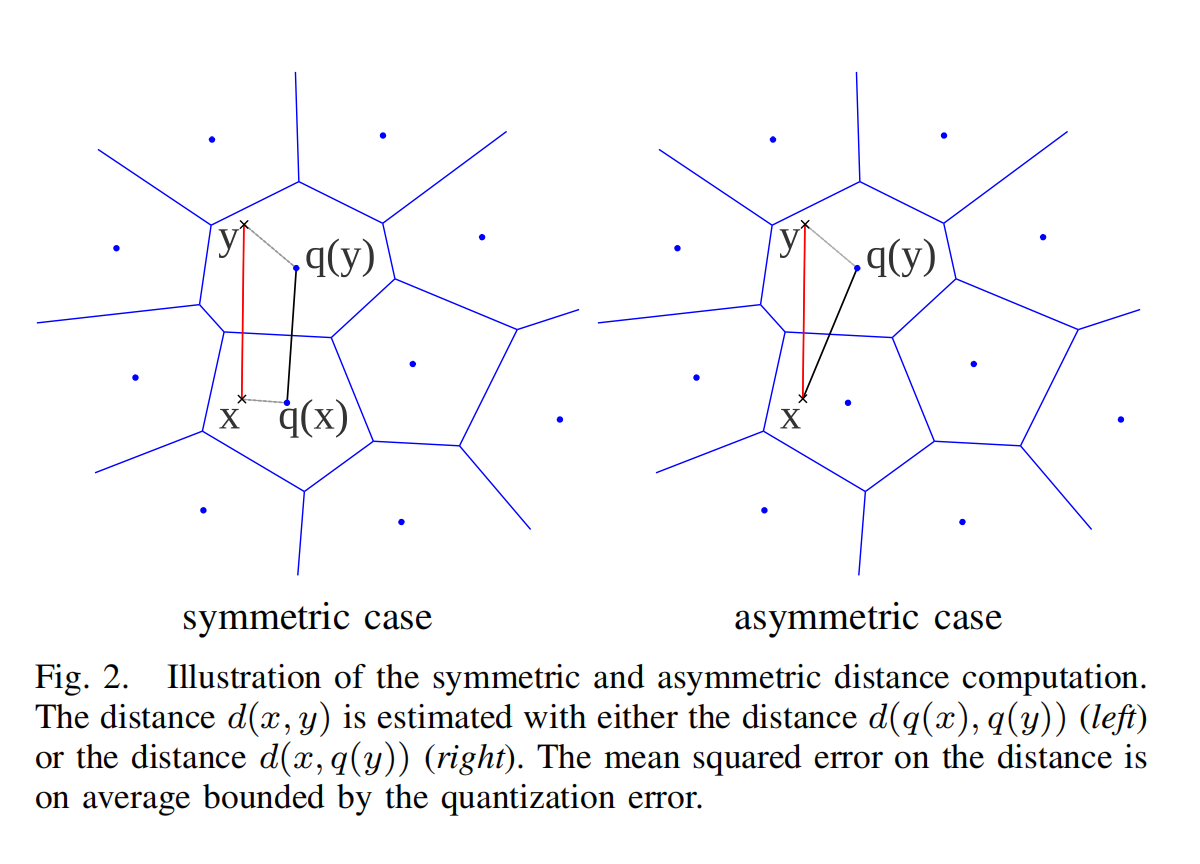 y
q(y)
x
q(x)
symmetric case
y
q(y)
x
asymmetric case
Fig. 2. Illustration of the symmetric and asymmetric distance computation.
The distance d(x, y) is estimated with either the distance d(q(x), q(y)) (left)
or the distance d(x, q(y)) (right). The mean squared error on the distance is
on average bounded by the quantization error.